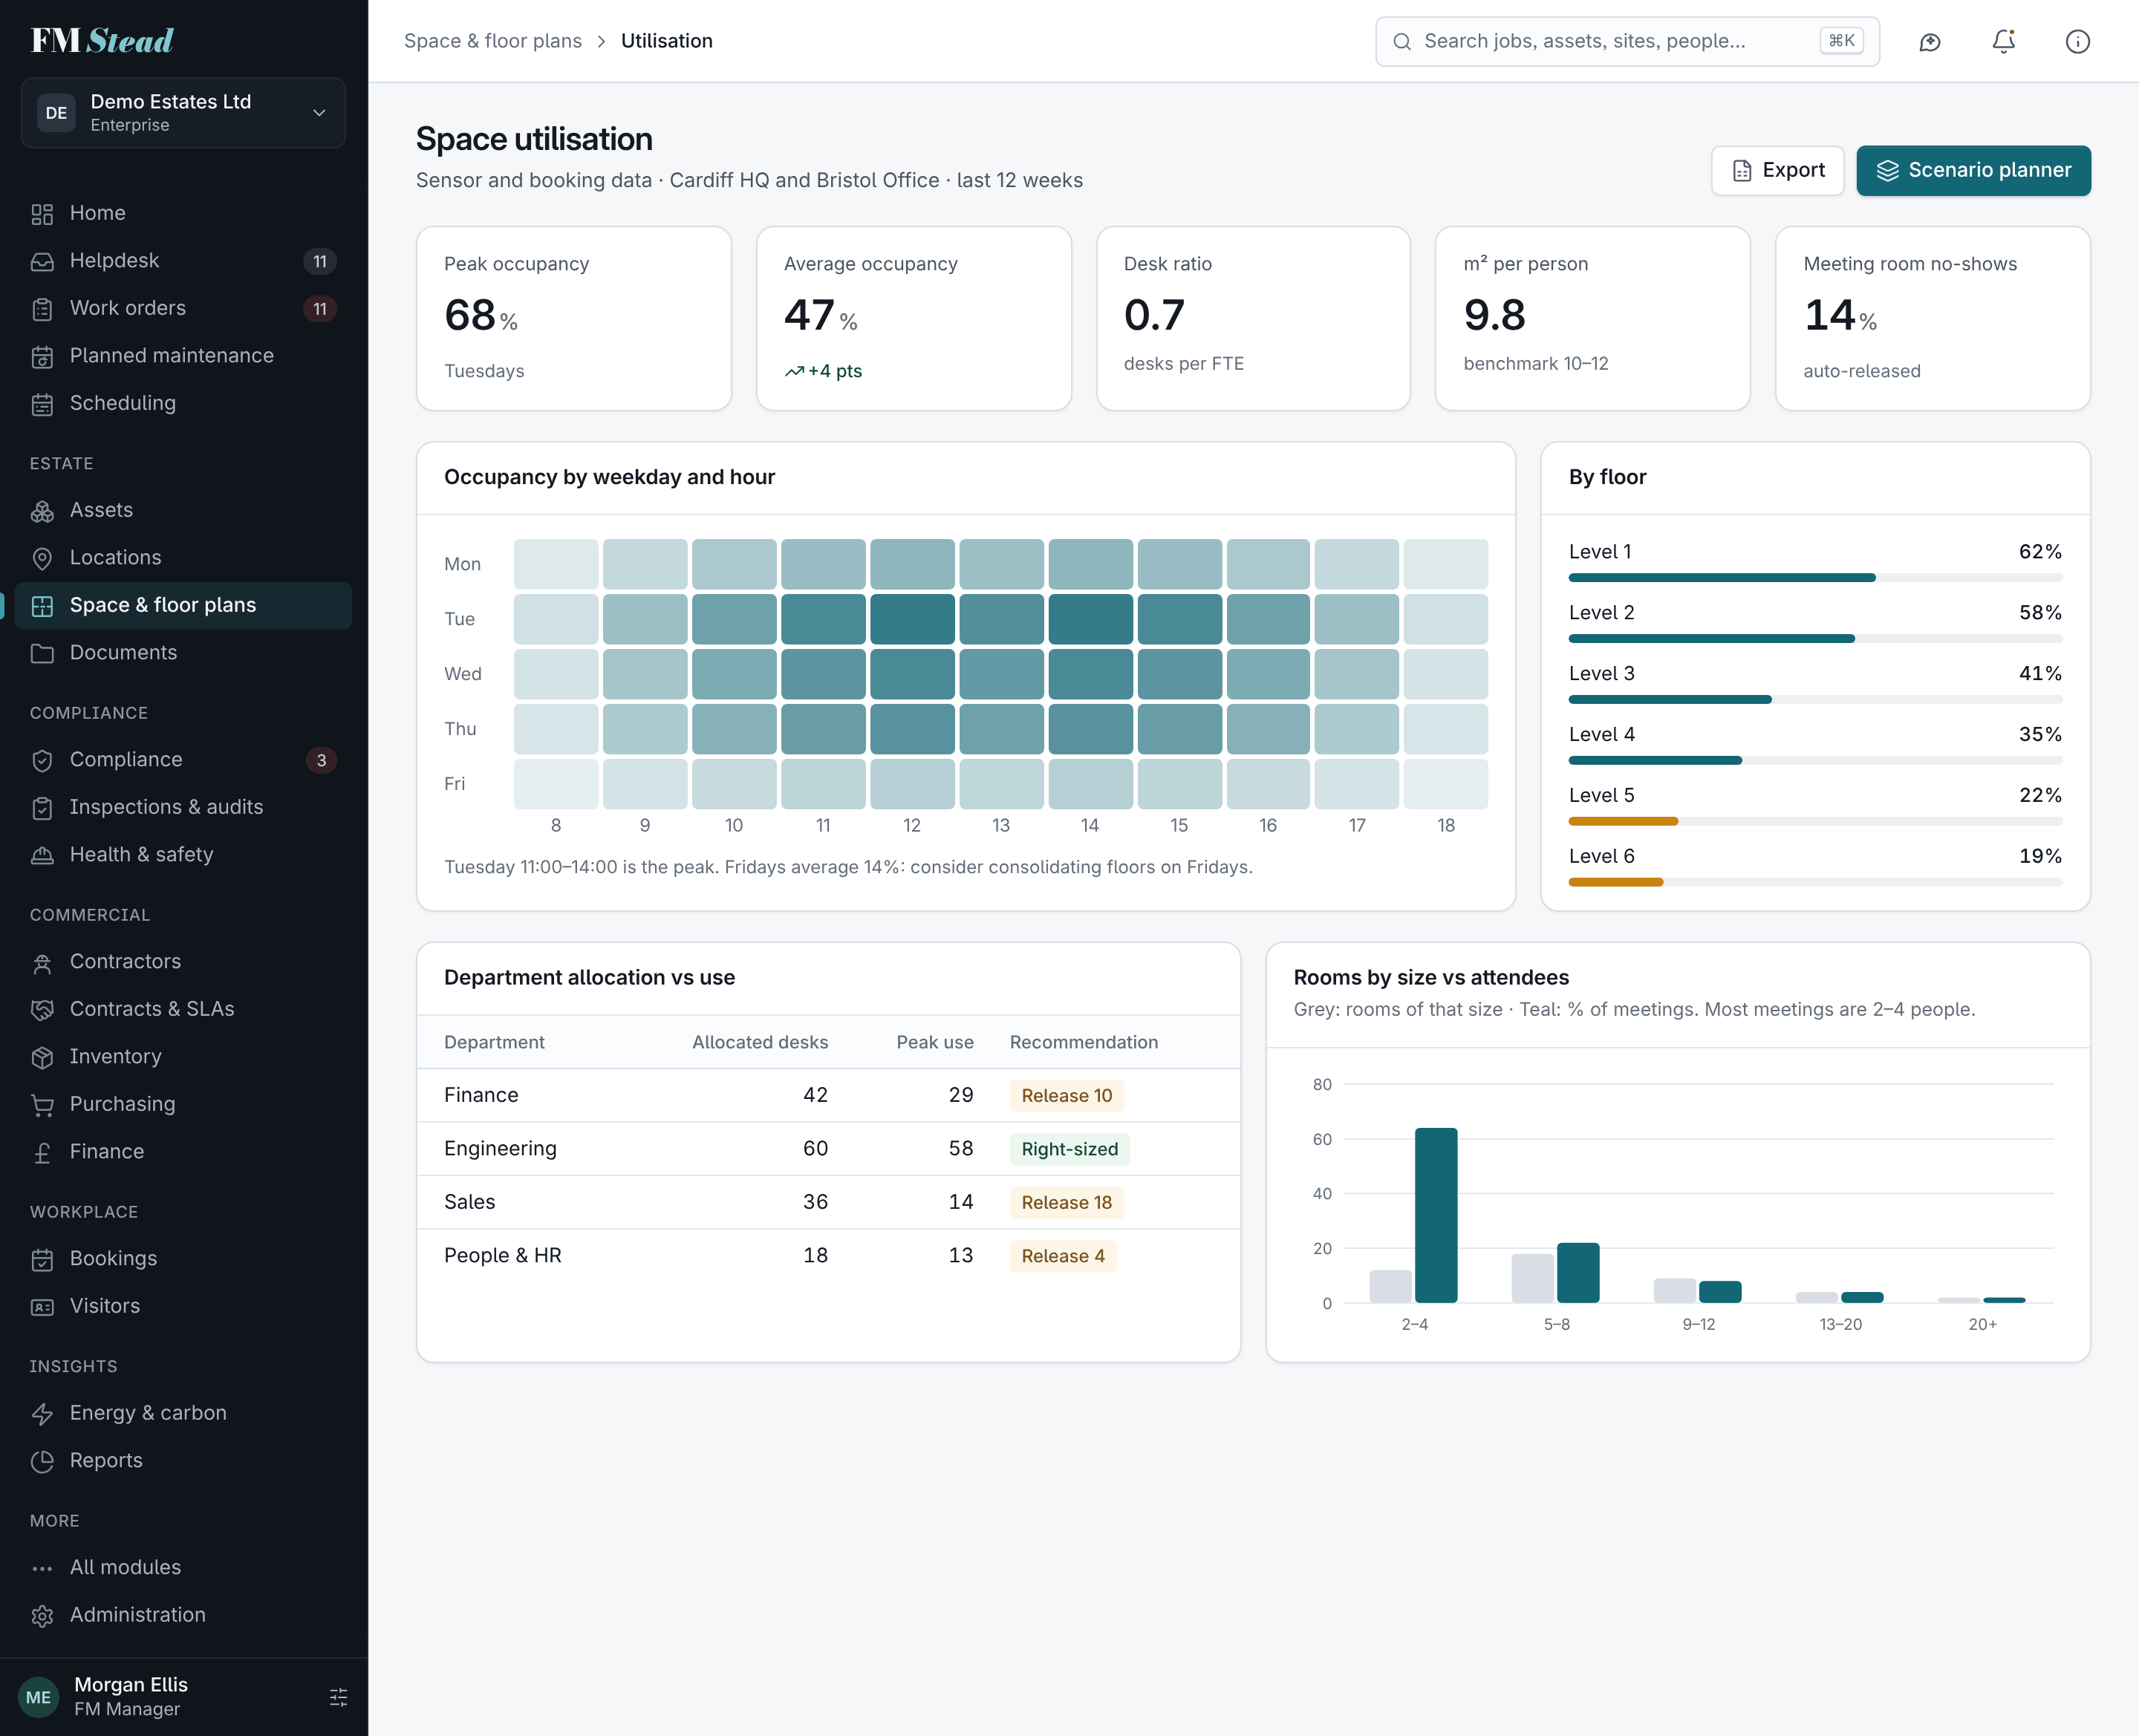 FM Stead
DE
Demo Estates Ltd
Enterprise
Home
Helpdesk 11
Work orders 11
Planned maintenance
Scheduling
ESTATE
Assets
Locations
Space & floor plans
Documents
COMPLIANCE
Compliance 3
Inspections & audits
Health & safety
COMMERCIAL
Contractors
Contracts & SLAs
Inventory
Purchasing
Finance
WORKPLACE
Bookings
Visitors
INSIGHTS
Energy & carbon
Reports
MORE
All modules
Administration
ME
Morgan Ellis
FM Manager
Space & floor plans > Utilisation
Search jobs, assets, sites, people... ⌘K
Space utilisation
Sensor and booking data · Cardiff HQ and Bristol Office · last 12 weeks
Export
Scenario planner
Peak occupancy
68%
Tuesdays
Average occupancy
47%
+4 pts
Desk ratio
0.7
desks per FTE
m² per person
9.8
benchmark 10–12
Meeting room no-shows
14%
auto-released
Occupancy by weekday and hour
Mon
Tue
Wed
Thu
Fri
8 9 10 11 12 13 14 15 16 17 18
Tuesday 11:00–14:00 is the peak. Fridays average 14%: consider consolidating floors on Fridays.
By floor
Level 1 62%
Level 2 58%
Level 3 41%
Level 4 35%
Level 5 22%
Level 6 19%
Department allocation vs use
Department Allocated desks Peak use Recommendation
Finance 42 29 Release 10
Engineering 60 58 Right-sized
Sales 36 14 Release 18
People & HR 18 13 Release 4
Rooms by size vs attendees
Grey: rooms of that size · Teal: % of meetings. Most meetings are 2–4 people.
80
60
40
20
0
2–4 5–8 9–12 13–20 20+